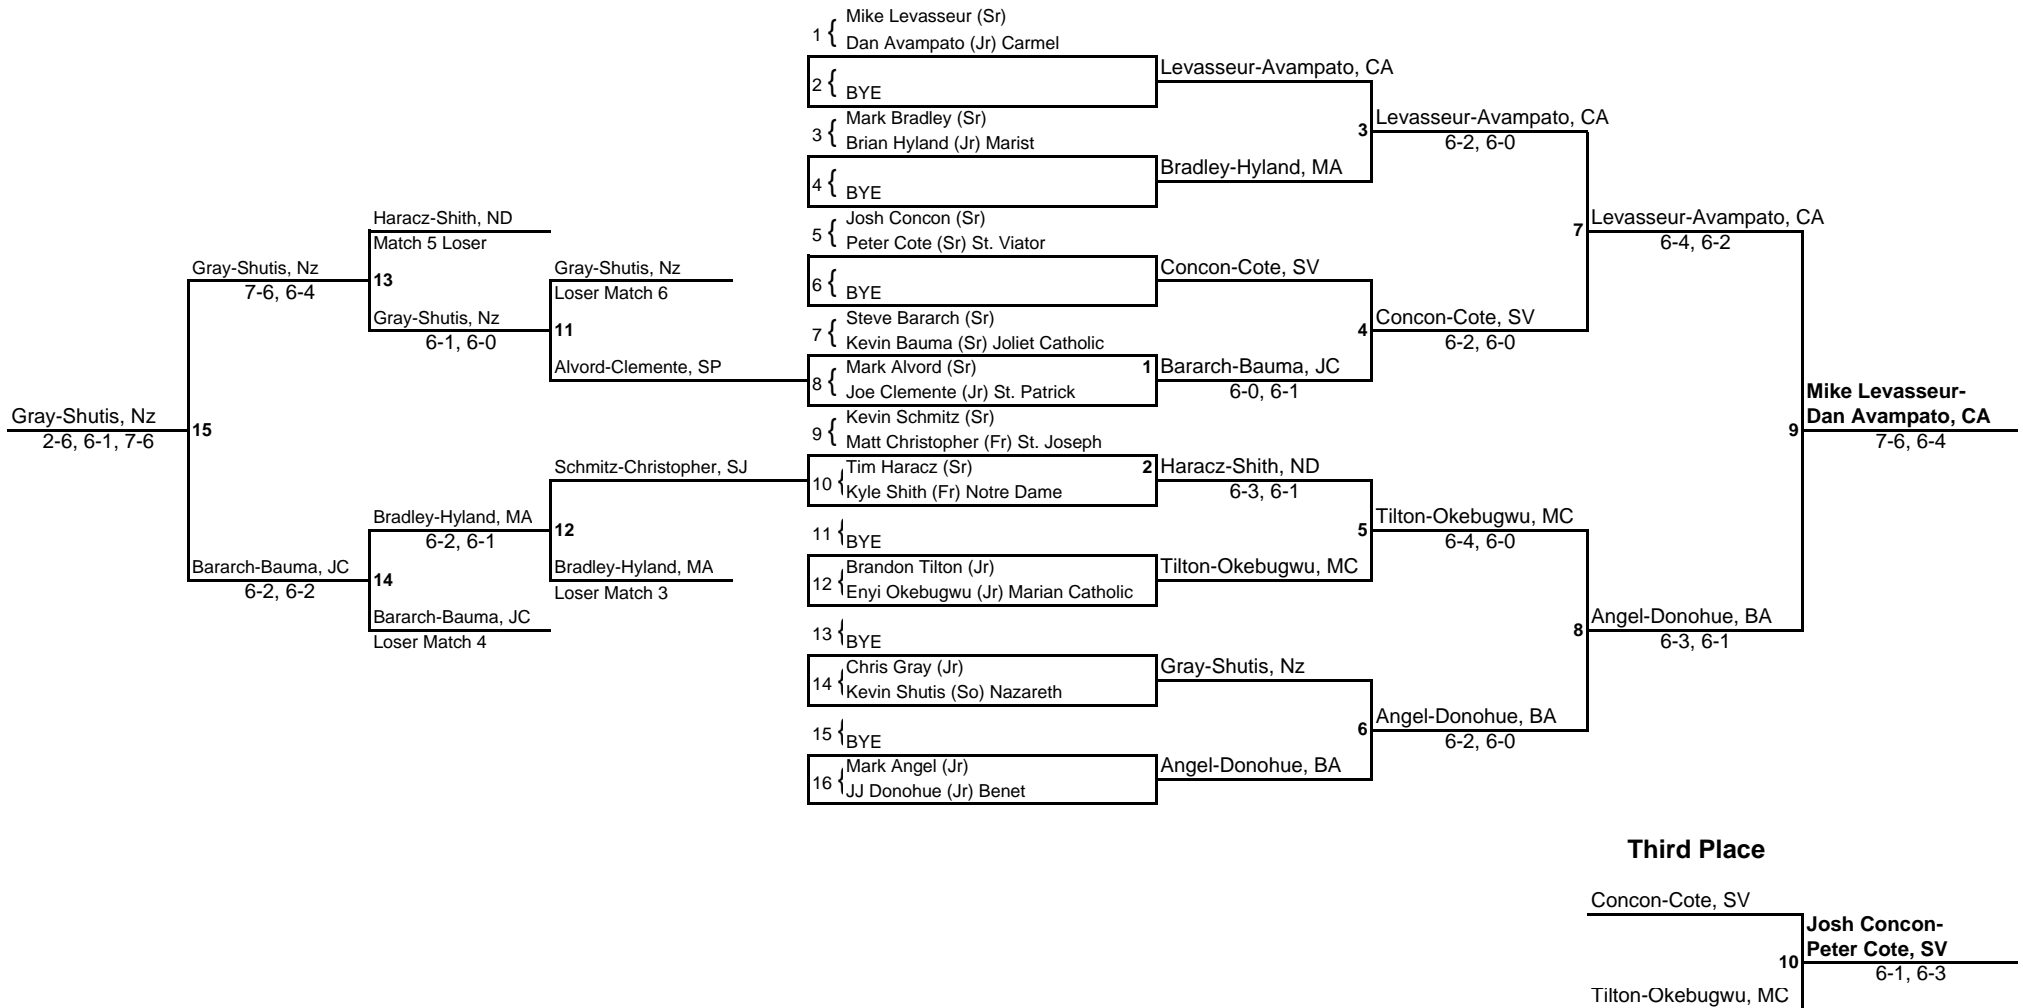 Mike Levasseur (Sr)
1 {
Dan Avampato (Jr) Carmel
Levasseur-Avampato, CA
2 {
BYE
Mark Bradley (Sr)
3 {
Brian Hyland (Jr) Marist
3
Levasseur-Avampato, CA
6-2, 6-0
Bradley-Hyland, MA
4 {
BYE
Josh Concon (Sr)
5 {
Peter Cote (Sr) St. Viator
7
Levasseur-Avampato, CA
6-4, 6-2
Concon-Cote, SV
6 {
BYE
Steve Bararch (Sr)
7 {
Kevin Bauma (Sr) Joliet Catholic
4
Concon-Cote, SV
6-2, 6-0
Mark Alvord (Sr)
8 {
Joe Clemente (Jr) St. Patrick
1
Bararch-Bauma, JC
6-0, 6-1
Kevin Schmitz (Sr)
9 {
Matt Christopher (Fr) St. Joseph
9
Mike Levasseur-
Dan Avampato, CA
7-6, 6-4
Tim Haracz (Sr)
10 {
Kyle Shith (Fr) Notre Dame
2
Haracz-Shith, ND
6-3, 6-1
11 {
BYE
5
Tilton-Okebugwu, MC
6-4, 6-0
Brandon Tilton (Jr)
12 {
Enyi Okebugwu (Jr) Marian Catholic
Tilton-Okebugwu, MC
13 {
BYE
8
Angel-Donohue, BA
6-3, 6-1
Chris Gray (Jr)
14 {
Kevin Shutis (So) Nazareth
Gray-Shutis, Nz
15 {
BYE
6
Angel-Donohue, BA
6-2, 6-0
Mark Angel (Jr)
16 {
JJ Donohue (Jr) Benet
Angel-Donohue, BA
Haracz-Shith, ND
Match 5 Loser
Gray-Shutis, Nz
7-6, 6-4
13
Gray-Shutis, Nz
Loser Match 6
Gray-Shutis, Nz
6-1, 6-0
11
Alvord-Clemente, SP
Gray-Shutis, Nz
2-6, 6-1, 7-6
15
Schmitz-Christopher, SJ
Bradley-Hyland, MA
6-2, 6-1
12
Bararch-Bauma, JC
6-2, 6-2
14
Bradley-Hyland, MA
Loser Match 3
Bararch-Bauma, JC
Loser Match 4
Third Place
Concon-Cote, SV
10
Josh Concon-
Peter Cote, SV
6-1, 6-3
Tilton-Okebugwu, MC